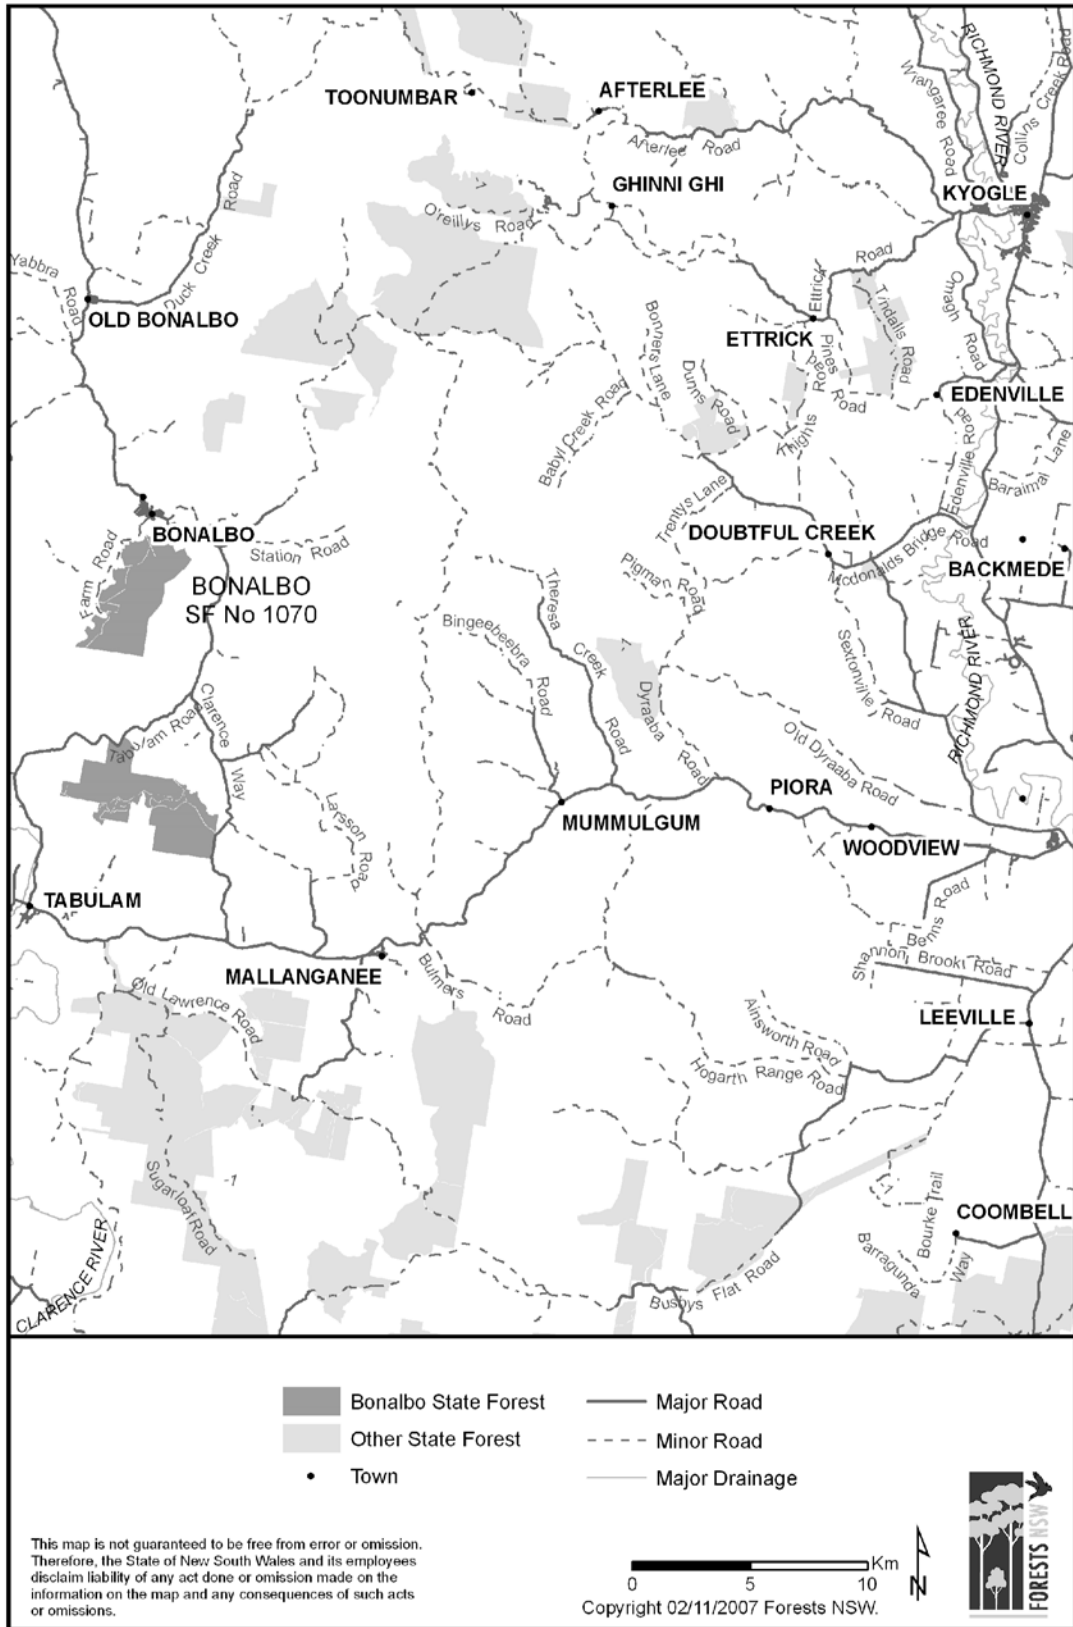 RICHMOND RIVER
Collins Creek Road
Wrangaree Road
TOONUMBAR
AFTERLEE
Afterlee Road
GHINNI GHI
KYOGLE
Oreillys Road
Duck Creek Road
Yabbra Road
OLD BONALBO
Ettrick Road
ETTRICK
Tindalls Road
Omagh Road
Pines Road
Thights Road
Bonners Lane
Dunns Road
Babyl Creek Road
EDENVILLE
Edenville Road
Baraimal Lane
Trentys Lane
DOUBTFUL CREEK
Mcdonalds Bridge Road
BACKMEDE
BONALBO
Station Road
Farm Road
BONALBO
SF No 1070
Pigman Road
Theresa Creek Road
Bingeebeebra Road
Sextonville Road
RICHMOND RIVER
Dyraaba Road
Old Dyraaba Road
Tabulam Road
Clarence Way
Larsson Road
PIORA
MUMMULGUM
WOODVIEW
TABULAM
Benns Road
Shannon Brook Road
MALLANGANEE
Bulmers Road
Old Lawrence Road
LEEVILLE
Ainsworth Road
Hogarth Range Road
Sugarloaf Road
COOMBELL
Bourke Trail
Barragunda Way
CLARENCE RIVER
Busbys Flat Road
Bonalbo State Forest
Other State Forest
Town
Major Road
Minor Road
Major Drainage
This map is not guaranteed to be free from error or omission.
Therefore, the State of New South Wales and its employees
disclaim liability of any act done or omission made on the
information on the map and any consequences of such acts
or omissions.
Km
0 5 10
Copyright 02/11/2007 Forests NSW.
N
FORESTS NSW